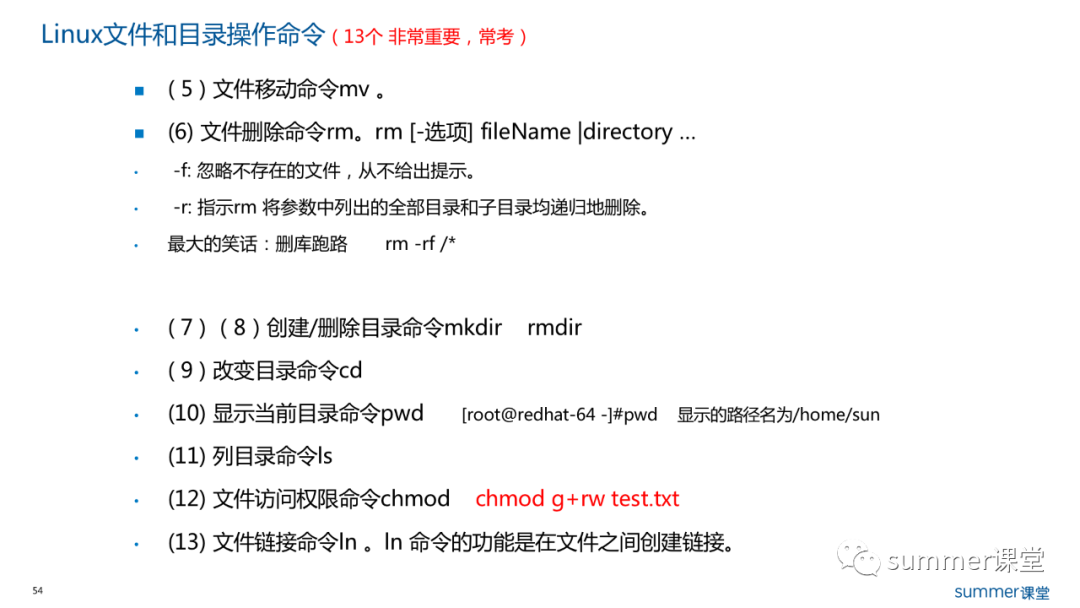 Linux文件和目录操作命令（13个 非常重要，常考）
（5）文件移动命令mv 。
(6) 文件删除命令rm。rm [-选项] fileName |directory …
-f: 忽略不存在的文件，从不给出提示。
-r: 指示rm 将参数中列出的全部目录和子目录均递归地删除。
最大的笑话：删库跑路 rm -rf /*
（7）（8）创建/删除目录命令mkdir rmdir
（9）改变目录命令cd
(10) 显示当前目录命令pwd [root@redhat-64 -]#pwd 显示的路径名为/home/sun
(11) 列目录命令ls
(12) 文件访问权限命令chmod chmod g+rw test.txt
(13) 文件链接命令ln 。ln 命令的功能是在文件之间创建链接。
summer课堂
54
summer课堂